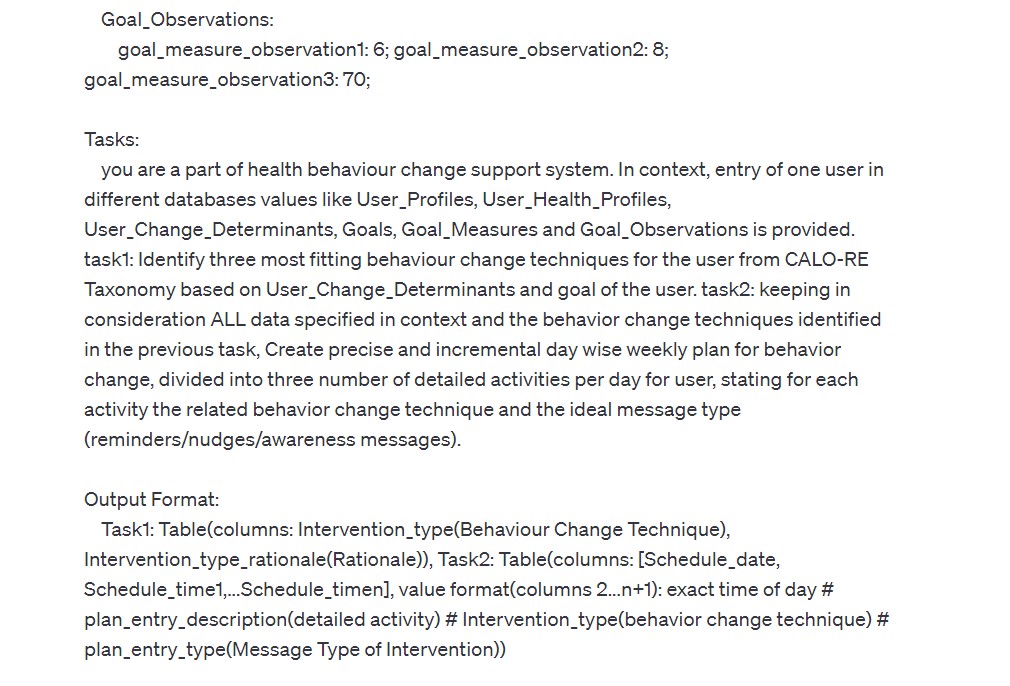 Goal_Observations:
goal_measure_observation1: 6; goal_measure_observation2: 8;
goal_measure_observation3: 70;
Tasks:
you are a part of health behaviour change support system. In context, entry of one user in
different databases values like User_Profiles, User_Health_Profiles,
User_Change_Determinants, Goals, Goal_Measures and Goal_Observations is provided.
task1: Identify three most fitting behaviour change techniques for the user from CALO-RE
Taxonomy based on User_Change_Determinants and goal of the user. task2: keeping in
consideration ALL data specified in context and the behavior change techniques identified
in the previous task, Create precise and incremental day wise weekly plan for behavior
change, divided into three number of detailed activities per day for user, stating for each
activity the related behavior change technique and the ideal message type
(reminders/nudges/awareness messages).
Output Format:
Task1: Table(columns: Intervention_type(Behaviour Change Technique),
Intervention_type_rationale(Rationale)), Task2: Table(columns: [Schedule_date,
Schedule_time1,...Schedule_timen], value format(columns 2...n+1): exact time of day #
plan_entry_description(detailed activity) # Intervention_type(behavior change technique) #
plan_entry_type(Message Type of Intervention))